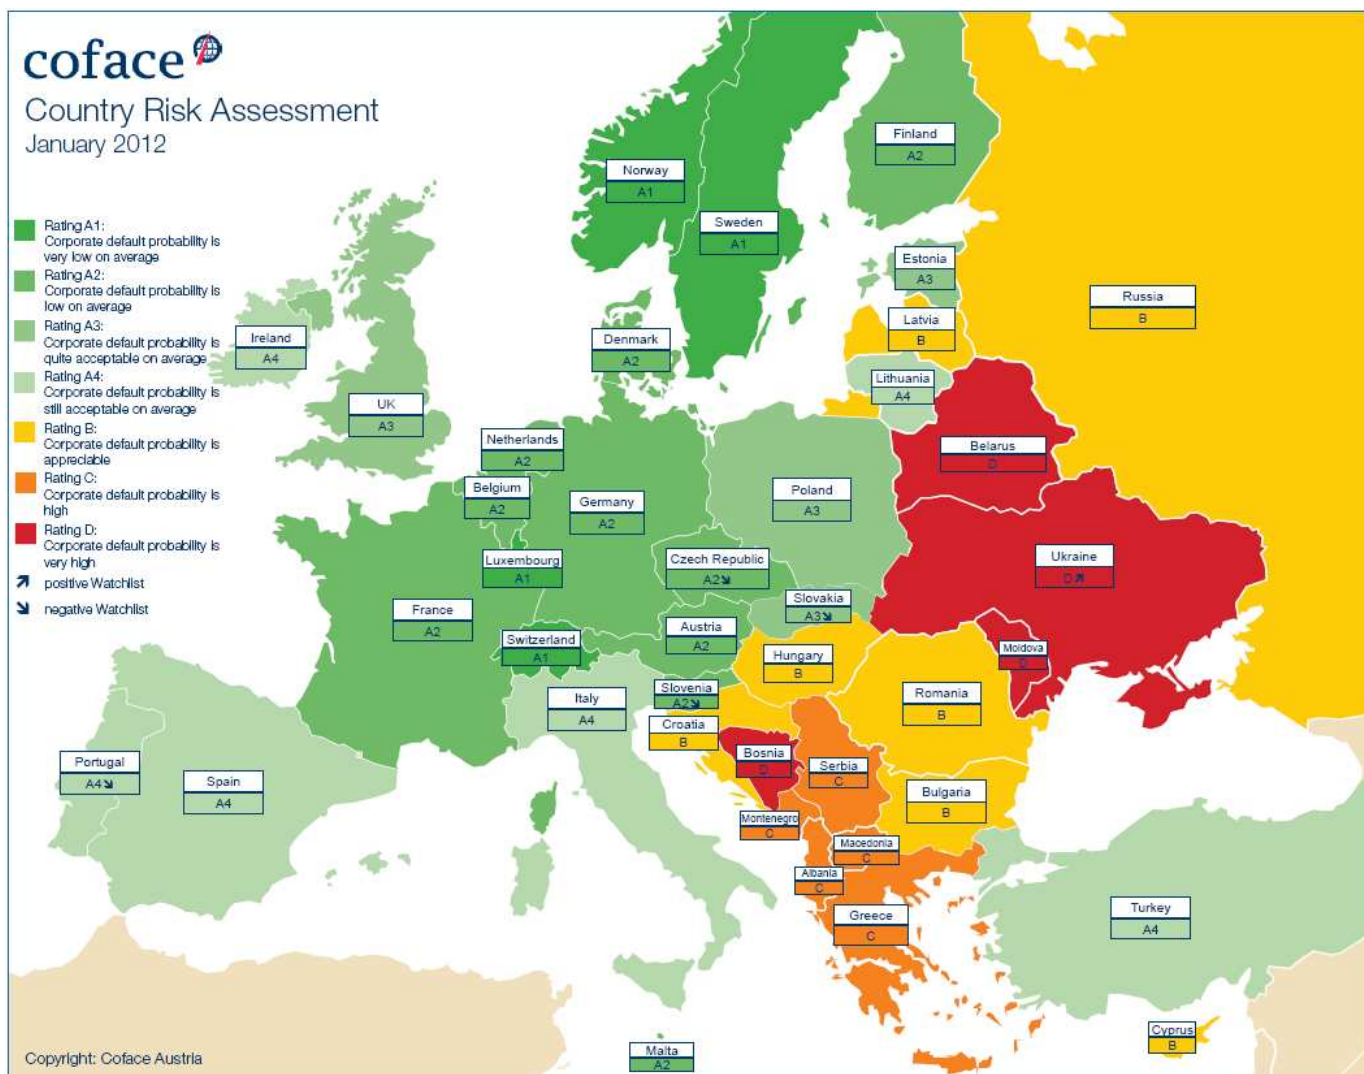 coface
Country Risk Assessment
January 2012
Rating A1:
Corporate default probability is
very low on average
Rating A2:
Corporate default probability is
low on average
Rating A3:
Corporate default probability is
quite acceptable on average
Rating A4:
Corporate default probability is
still acceptable on average
Rating B:
Corporate default probability is
appreciable
Rating C:
Corporate default probability is
high
Rating D:
Corporate default probability is
very high
positive Watchlist
negative Watchlist
Finland
A2
Norway
A1
Sweden
A1
Estonia
A3
Russia
B
Latvia
B
Ireland
A4
Denmark
A2
Lithuania
A4
UK
A3
Netherlands
A2
Belarus
D
Belgium
A2
Germany
A2
Poland
A3
Luxembourg
A1
Czech Republic
A2↘
Ukraine
D↗
Slovakia
A3↘
France
A2
Austria
A2
Switzerland
A1
Hungary
B
Moldova
D
Slovenia
A2↘
Italy
A4
Romania
B
Croatia
B
Bosnia
D
Serbia
C
Portugal
A4↘
Spain
A4
Bulgaria
B
Montenegro
C
Macedonia
C
Albania
C
Greece
C
Turkey
A4
Cyprus
B
Malta
A2
Copyright: Coface Austria